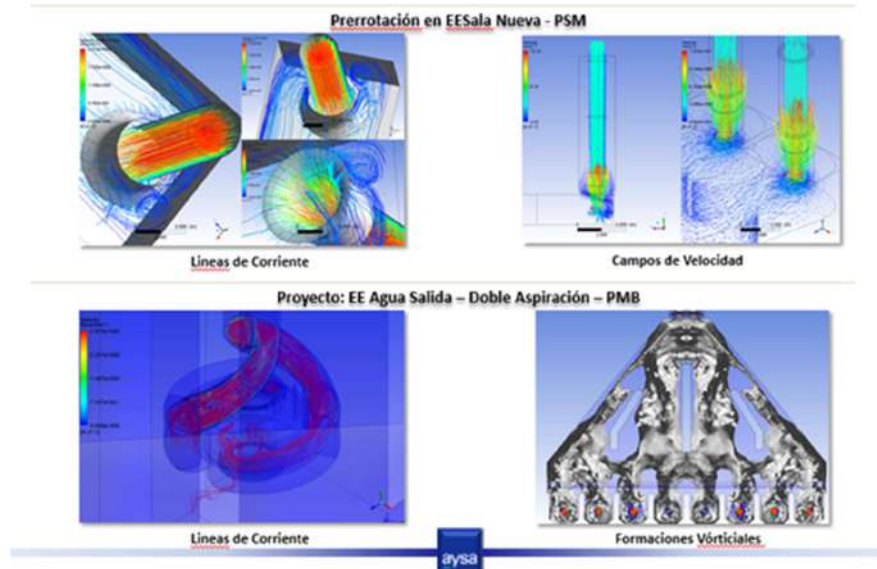 Prerrotación en EESala Nueva - PSM
Lineas de Corriente
Campos de Velocidad
Proyecto: EE Agua Salida – Doble Aspiración – PMB
Lineas de Corriente
Formaciones Vórticiales
aysa